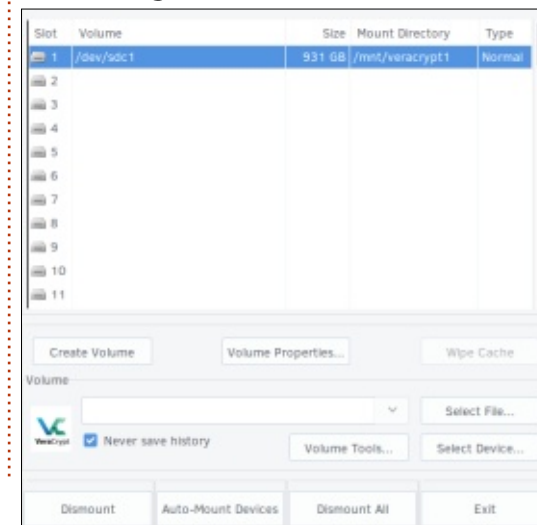 Slot Volume Size Mount Directory Type
1 /dev/sdc1 931 GB /mnt/veracrypt1 Normal
2
3
4
5
6
7
8
9
10
11
Create Volume Volume Properties... Wipe Cache
Volume
Select File...
VeraCrypt Never save history Volume Tools... Select Device...
Dismount Auto-Mount Devices Dismount All Exit